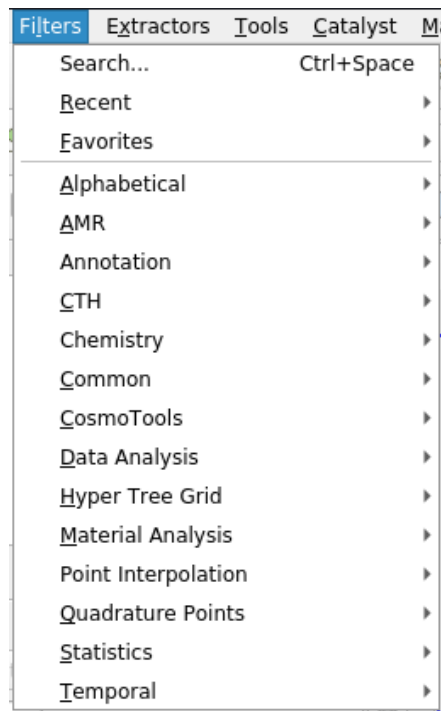 Filters Extractors Tools Catalyst
Search... Ctrl+Space
Recent
Favorites
Alphabetical
AMR
Annotation
CTH
Chemistry
Common
CosmoTools
Data Analysis
Hyper Tree Grid
Material Analysis
Point Interpolation
Quadrature Points
Statistics
Temporal